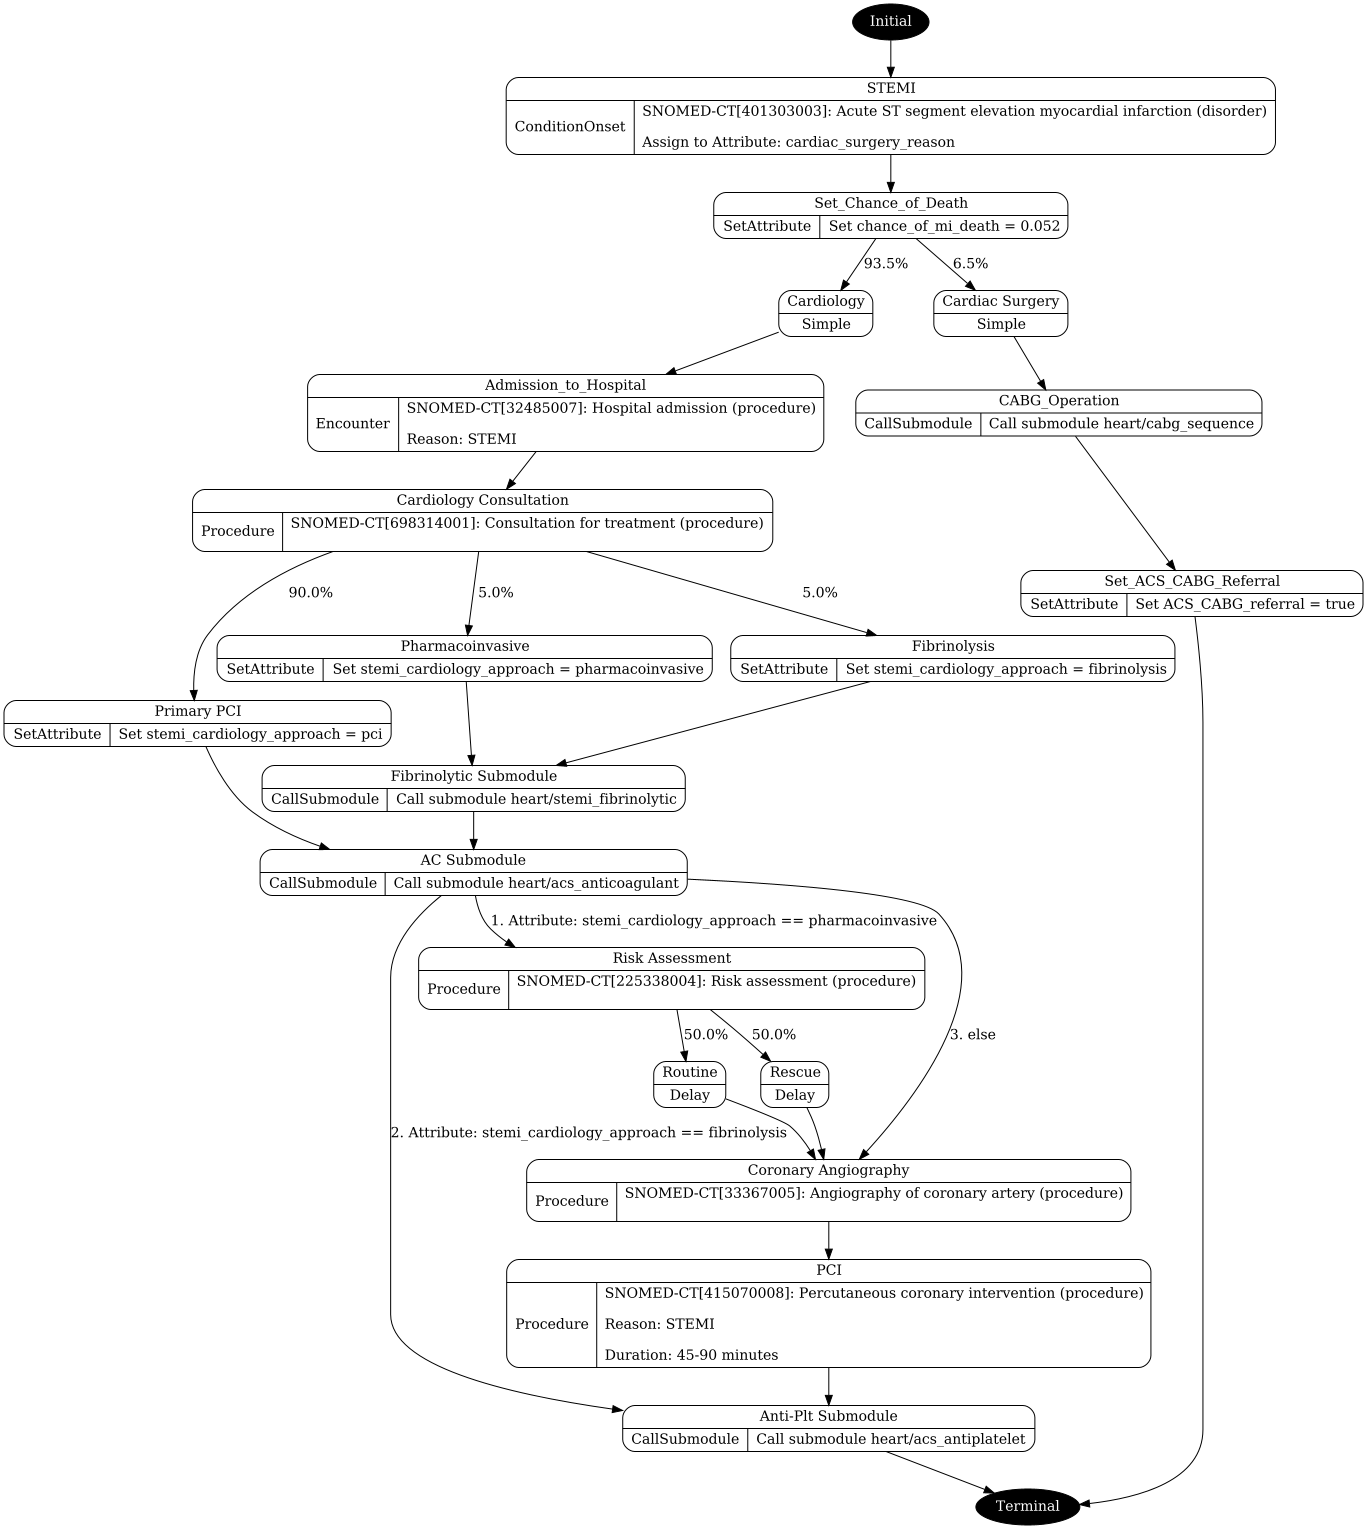 Initial
STEMI
ConditionOnset
SNOMED-CT[401303003]: Acute ST segment elevation myocardial infarction (disorder)
Assign to Attribute: cardiac_surgery_reason
Set_Chance_of_Death
SetAttribute
Set chance_of_mi_death = 0.052
93.5%
6.5%
Cardiology
Simple
Cardiac Surgery
Simple
Admission_to_Hospital
Encounter
SNOMED-CT[32485007]: Hospital admission (procedure)
Reason: STEMI
CABG_Operation
CallSubmodule
Call submodule heart/cabg_sequence
Cardiology Consultation
Procedure
SNOMED-CT[698314001]: Consultation for treatment (procedure)
90.0%
5.0%
5.0%
Set_ACS_CABG_Referral
SetAttribute
Set ACS_CABG_referral = true
Pharmacoinvasive
SetAttribute
Set stemi_cardiology_approach = pharmacoinvasive
Fibrinolysis
SetAttribute
Set stemi_cardiology_approach = fibrinolysis
Primary PCI
SetAttribute
Set stemi_cardiology_approach = pci
Fibrinolytic Submodule
CallSubmodule
Call submodule heart/stemi_fibrinolytic
AC Submodule
CallSubmodule
Call submodule heart/acs_anticoagulant
1. Attribute: stemi_cardiology_approach == pharmacoinvasive
Risk Assessment
Procedure
SNOMED-CT[225338004]: Risk assessment (procedure)
50.0%
50.0%
3. else
Routine
Delay
Rescue
Delay
2. Attribute: stemi_cardiology_approach == fibrinolysis
Coronary Angiography
Procedure
SNOMED-CT[33367005]: Angiography of coronary artery (procedure)
PCI
Procedure
SNOMED-CT[415070008]: Percutaneous coronary intervention (procedure)
Reason: STEMI
Duration: 45-90 minutes
Anti-Plt Submodule
CallSubmodule
Call submodule heart/acs_antiplatelet
Terminal